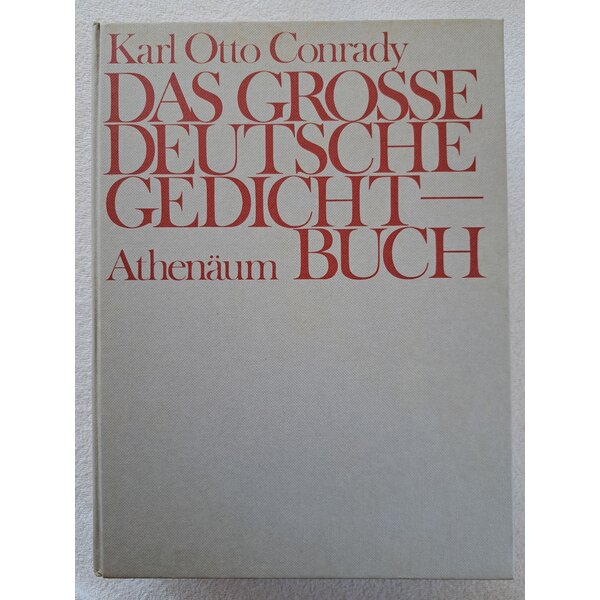 Karl Otto Conrady
DAS GROSSE
DEUTSCHE
GEDICHT—
Athenäum BUCH